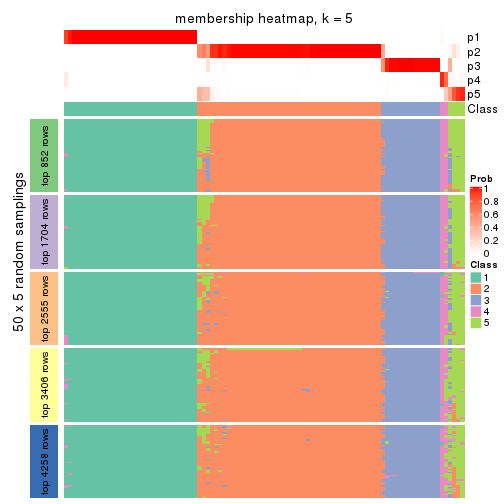 membership heatmap, k = 5
p1
p2
p3
p4
p5
Class
50 x 5 random samplings
top 852 rows
top 1704 rows
top 2555 rows
top 3406 rows
top 4258 rows
Prob
1
0.8
0.6
0.4
0.2
0
Class
1
2
3
4
5